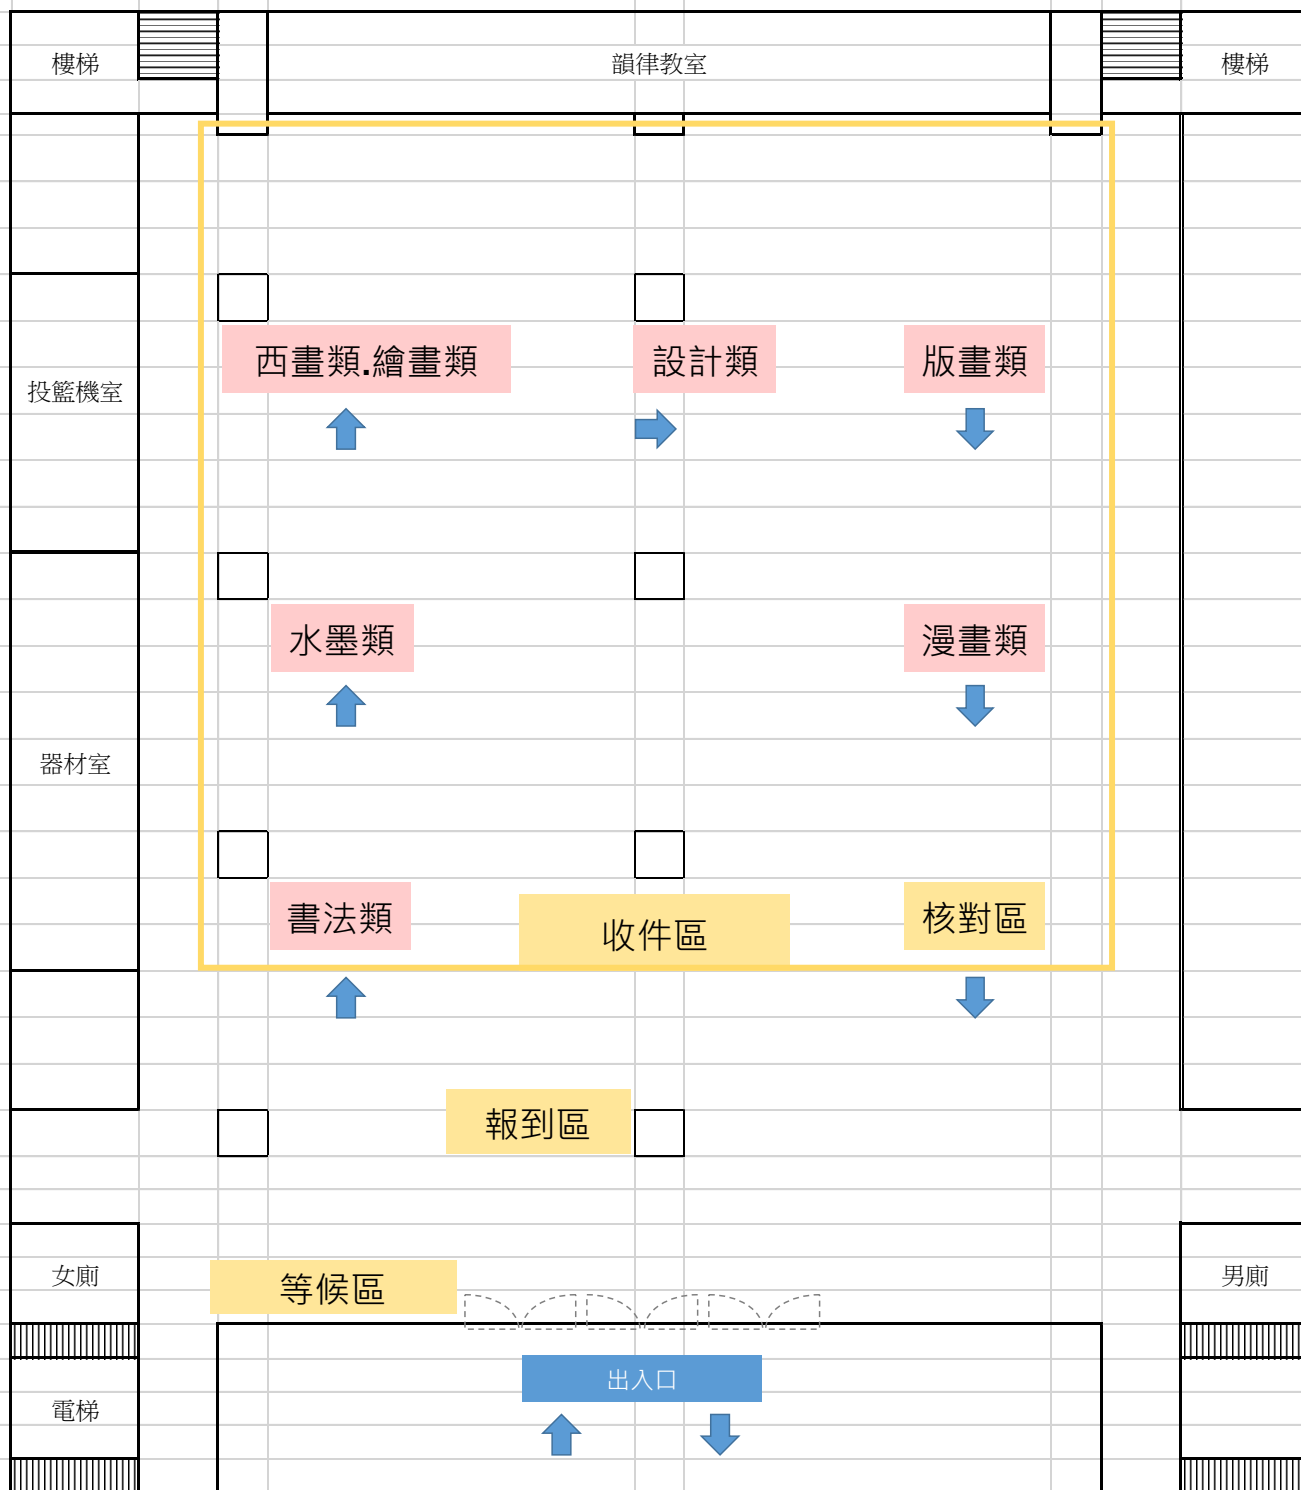 樓梯
韻律教室
樓梯
西畫類.繪畫類
設計類
版畫類
投籃機室
水墨類
漫畫類
器材室
書法類
收件區
核對區
報到區
女廁
等候區
男廁
出入口
電梯